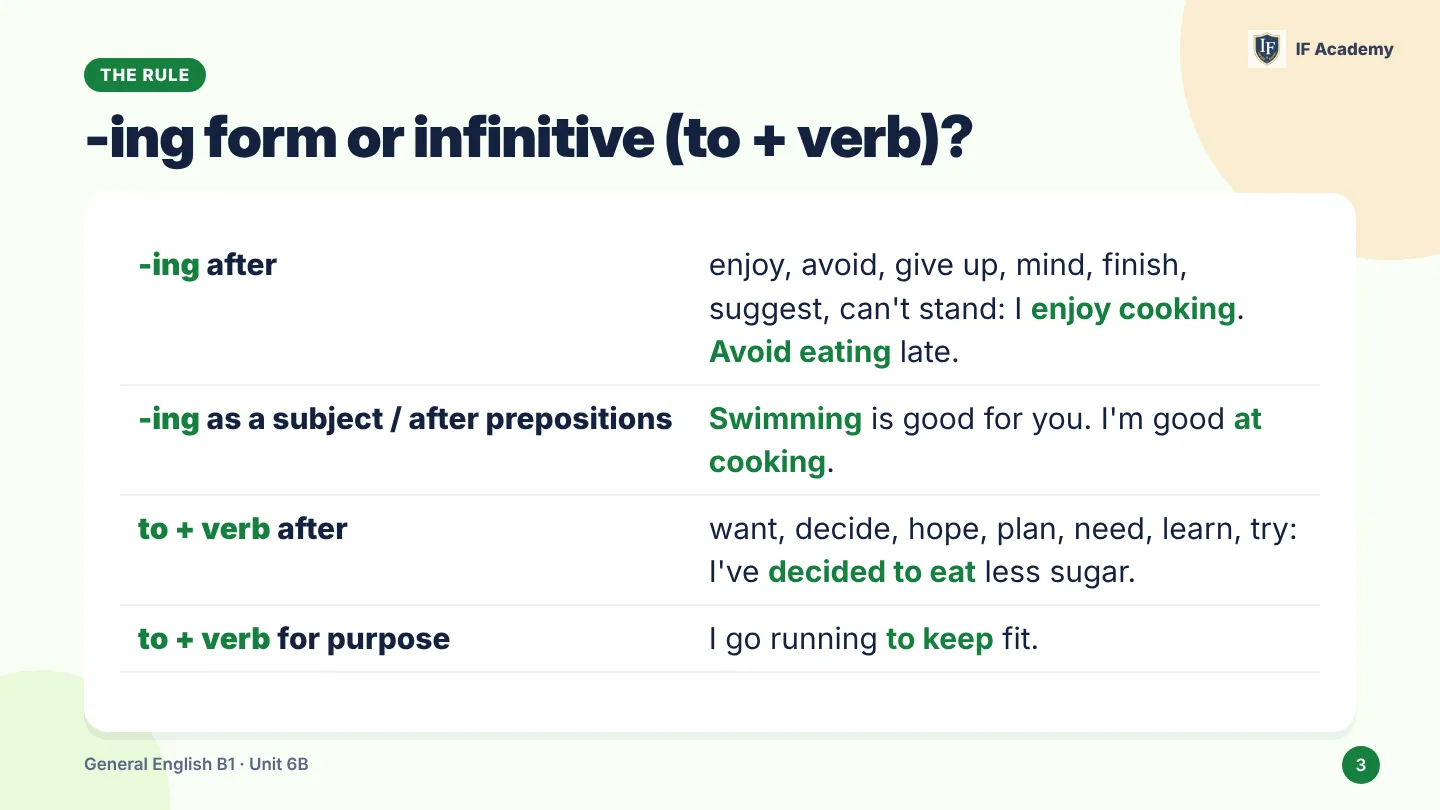 IF
IF Academy
THE RULE
-ing form or infinitive (to + verb)?
-ing after
enjoy, avoid, give up, mind, finish,
suggest, can't stand: I enjoy cooking.
Avoid eating late.
-ing as a subject / after prepositions
Swimming is good for you. I'm good at
cooking.
to + verb after
want, decide, hope, plan, need, learn, try:
I've decided to eat less sugar.
to + verb for purpose
I go running to keep fit.
General English B1 · Unit 6B
3